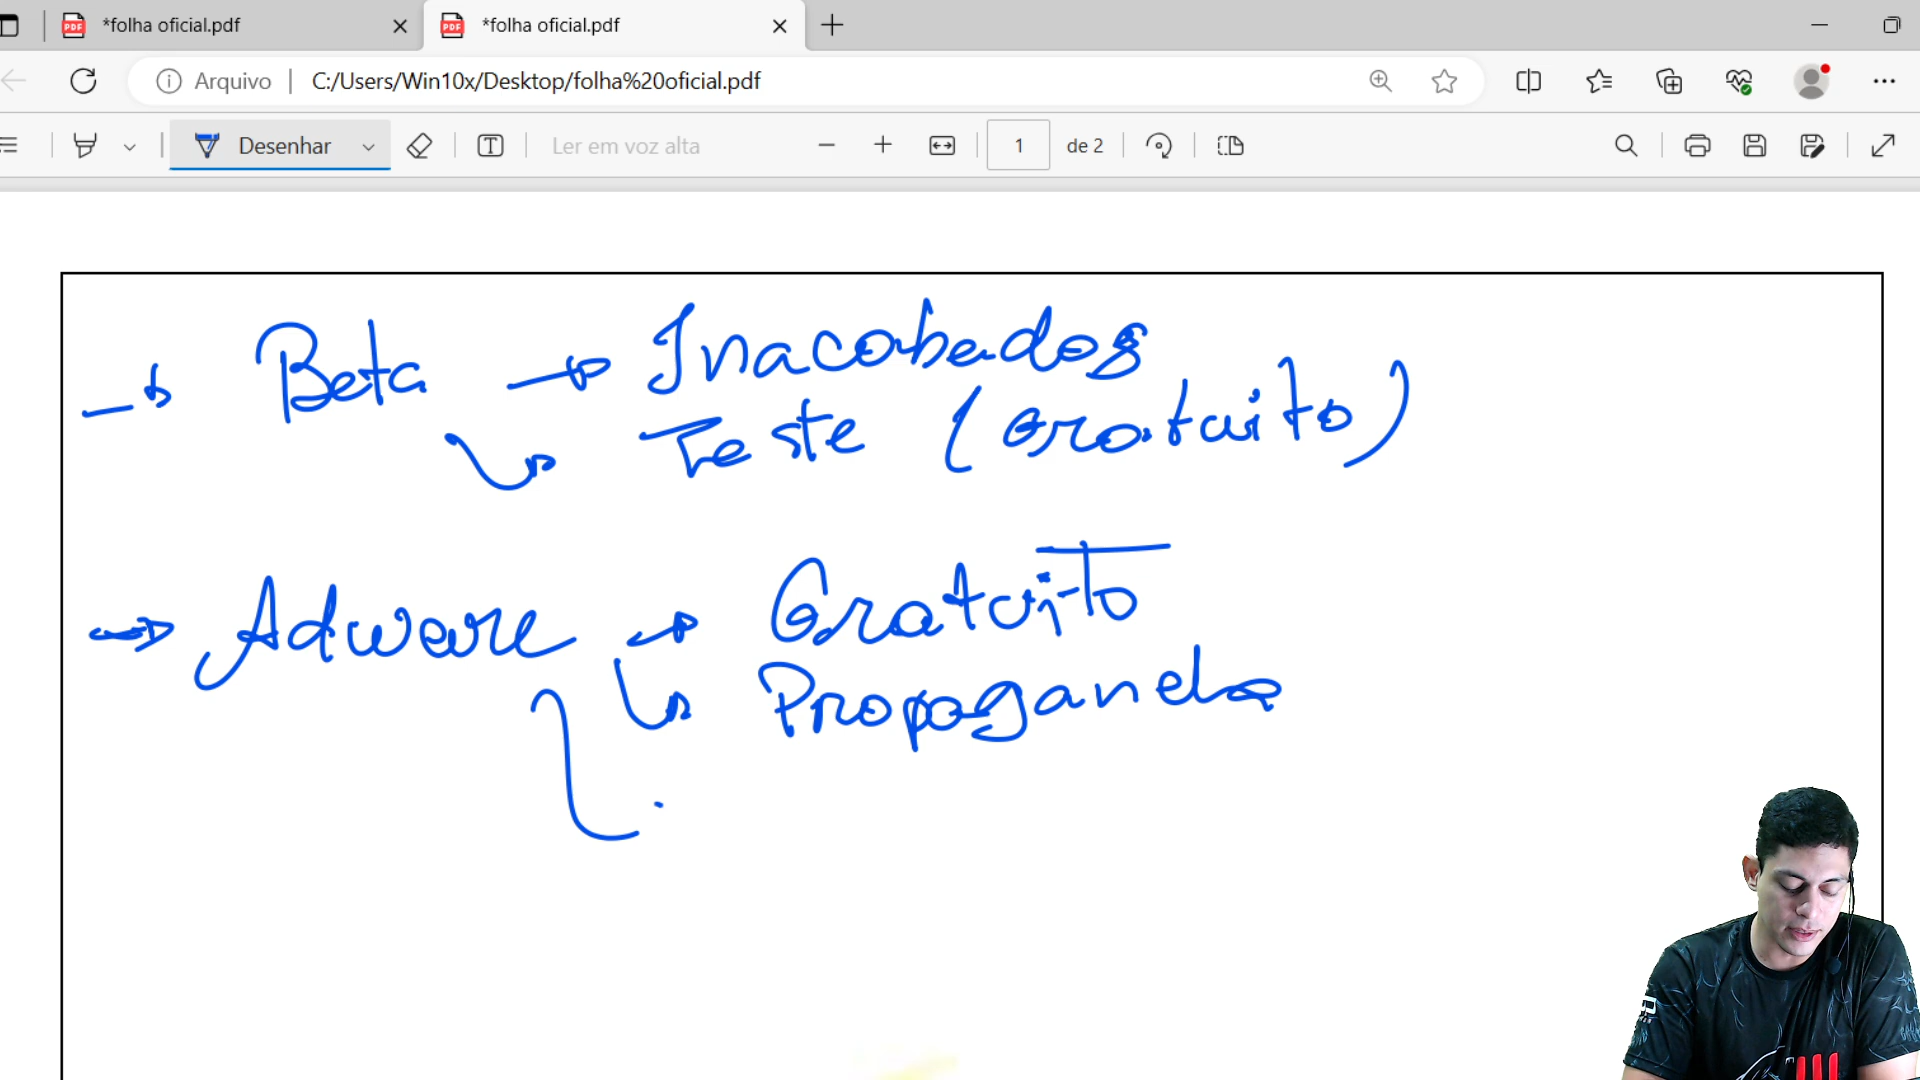 *folha oficial.pdf
*folha oficial.pdf
Arquivo
C:/Users/Win10x/Desktop/folha%20oficial.pdf
Desenhar
Ler em voz alta
1
de 2
Beta → Inacabados
Teste (Gratuito)
→ Adware → Gratuito
Propaganda